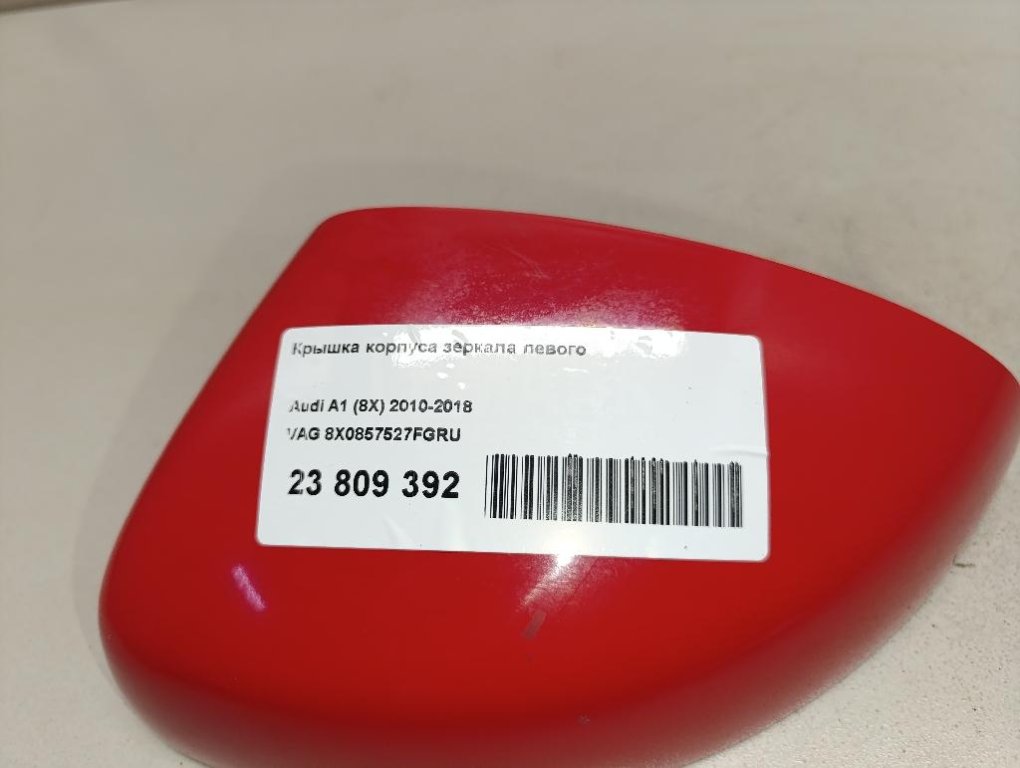 Крышка корпуса зеркала левого
Audi A1 (8X) 2010-2018
VAG 8X0857527FGRU
23 809 392